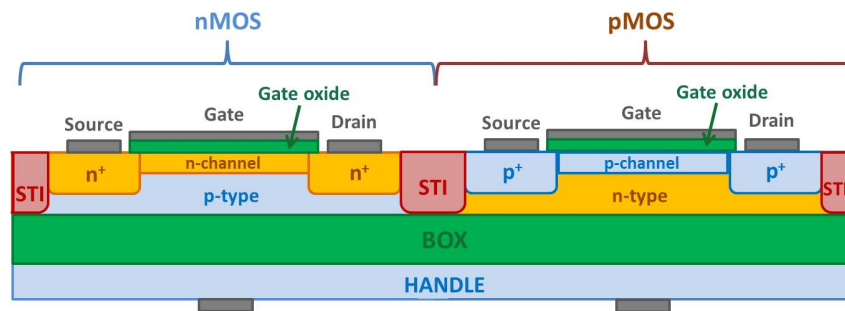 nMOS
pMOS
Gate oxide
Gate oxide
Source
Gate
Drain
Source
Gate
Drain
n⁺
n-channel
n⁺
p⁺
p-channel
p⁺
STI
p-type
STI
n-type
STI
BOX
HANDLE